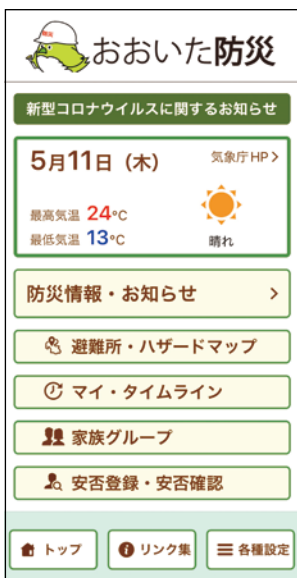 おおいた防災
新型コロナウイルスに関するお知らせ
5月11日（木） 気象庁HP >
最高気温 24°C
最低気温 13°C 晴れ
防災情報・お知らせ >
避難所・ハザードマップ
マイ・タイムライン
家族グループ
安否登録・安否確認
トップ リンク集 各種設定